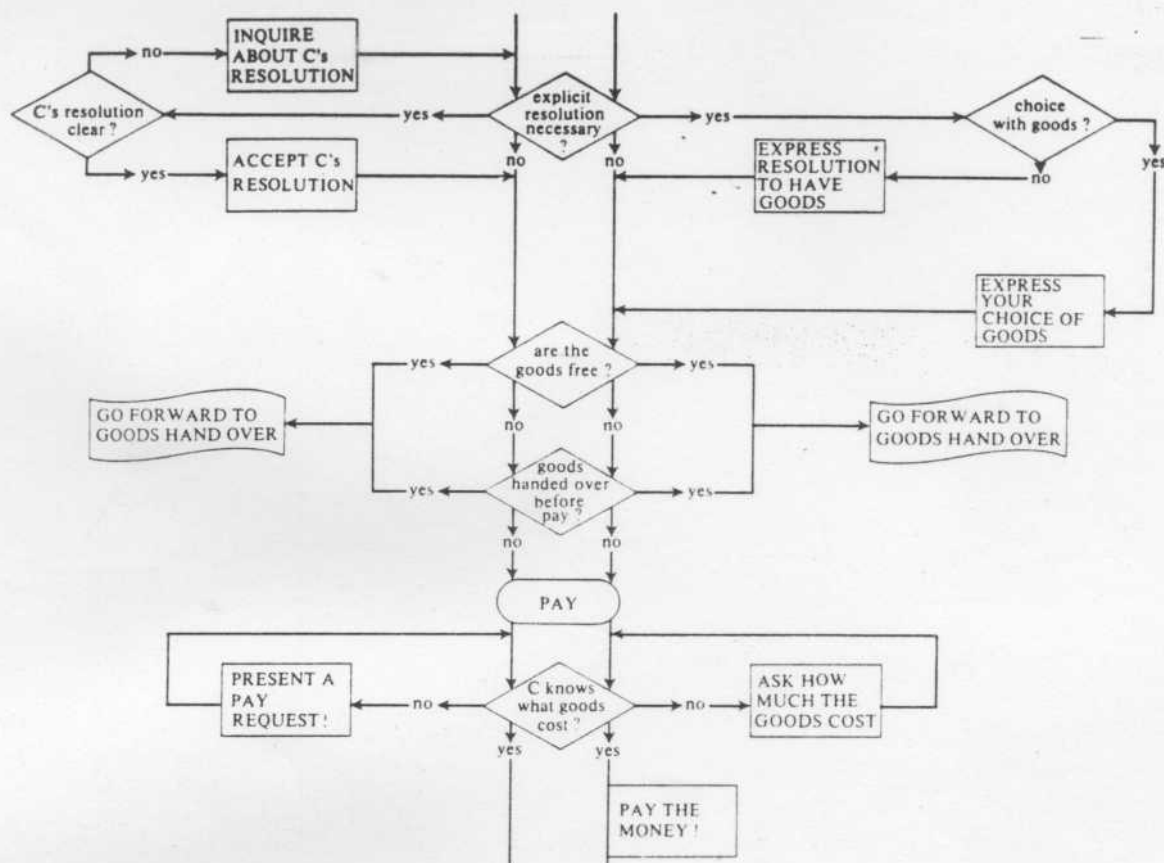 no
INQUIRE
ABOUT C's
RESOLUTION
C's resolution
clear ?
yes
explicit
resolution
necessary
?
yes
choice
with goods ?
yes
ACCEPT C's
RESOLUTION
no
no
EXPRESS
RESOLUTION
TO HAVE
GOODS
no
yes
EXPRESS
YOUR
CHOICE OF
GOODS
yes
are the
goods free ?
yes
GO FORWARD TO
GOODS HAND OVER
no
no
GO FORWARD TO
GOODS HAND OVER
yes
goods
handed over
before
pay ?
yes
no
no
PAY
PRESENT A
PAY
REQUEST !
no
C knows
what goods
cost ?
no
ASK HOW
MUCH THE
GOODS COST
yes
yes
PAY THE
MONEY !